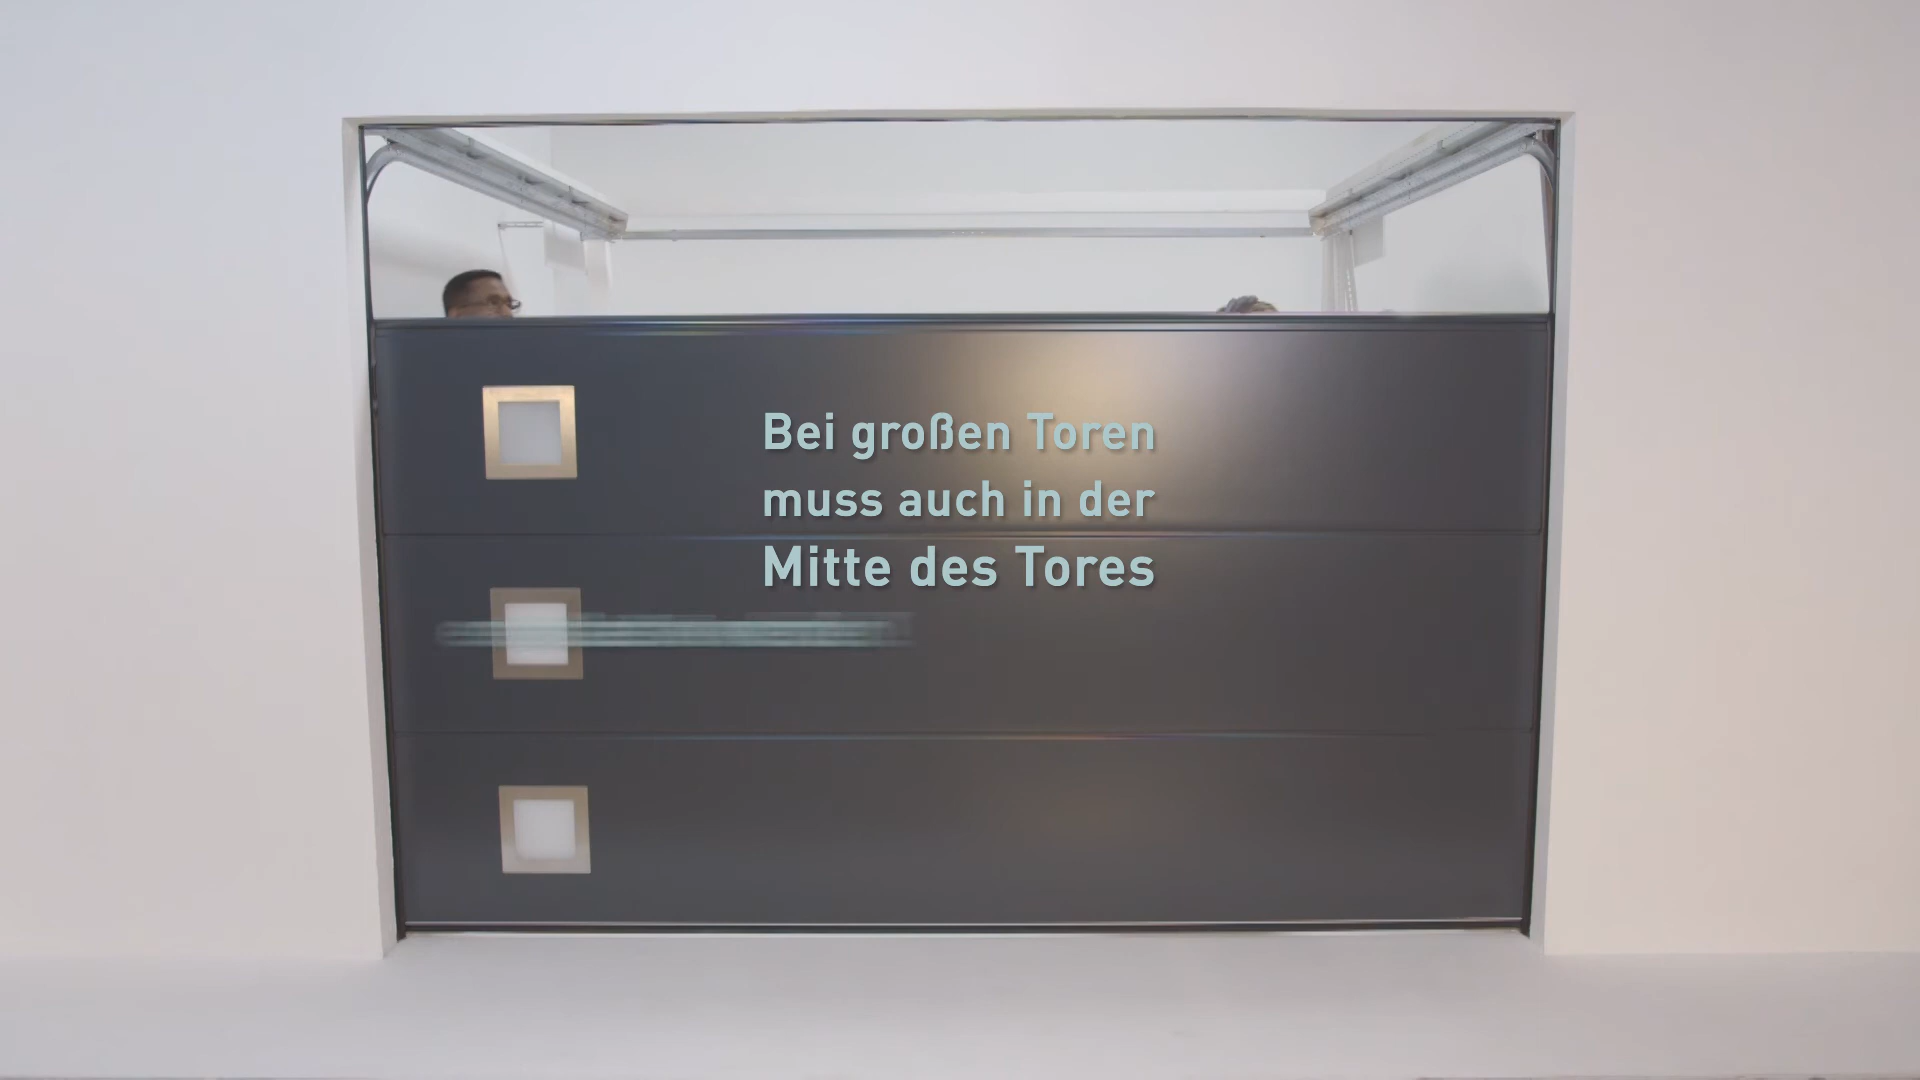 Bei großen Toren
muss auch in der
Mitte des Tores